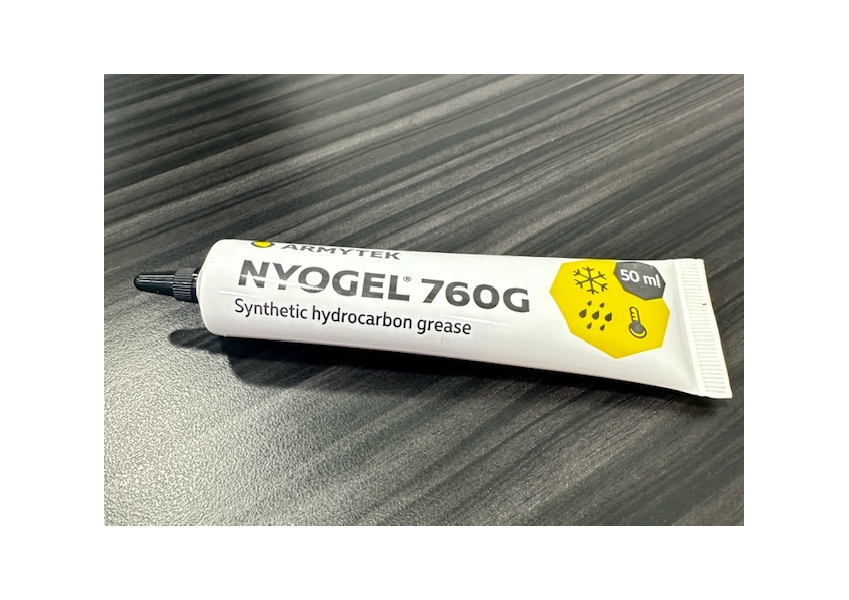 ARMYTEK
NYOGEL® 760G
Synthetic hydrocarbon grease
50 ml